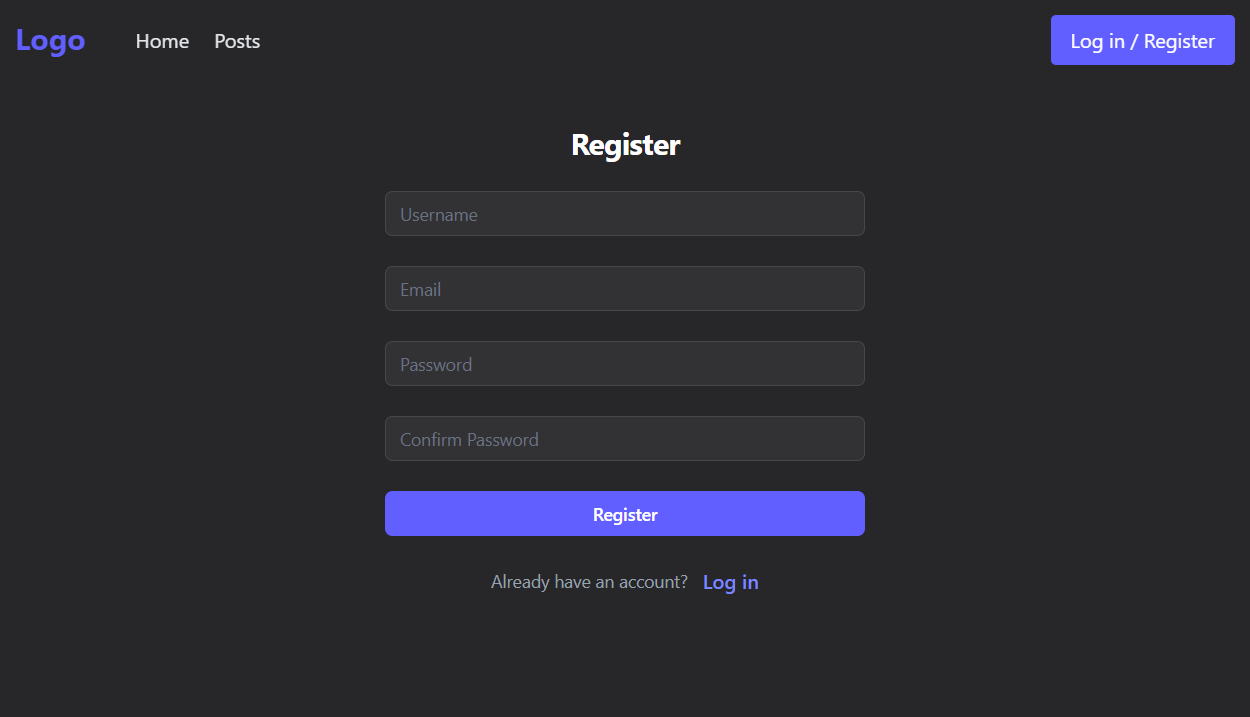 Logo Home Posts Log in / Register
Register
Username
Email
Password
Confirm Password
Register
Already have an account? Log in